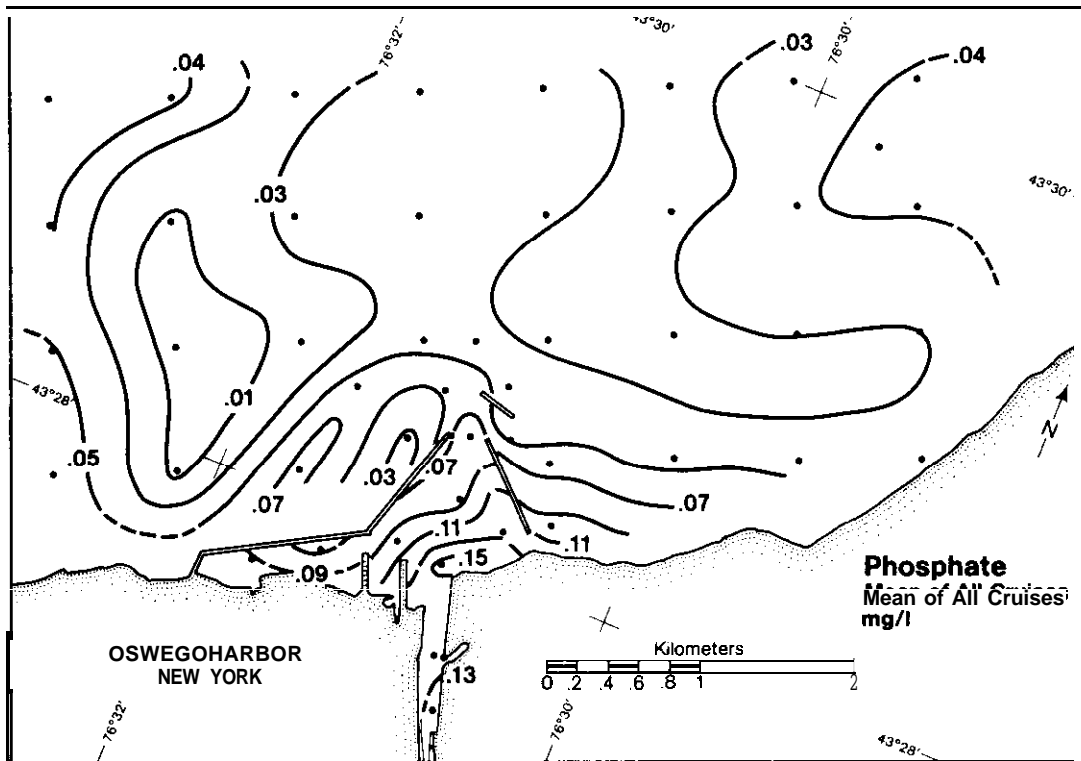 76°32'
43°30'
76°30'
.04
.03
.04
.03
43°30'
43°28'
.01
.05
.07
.03
.07
.07
.11
.11
.09
.15
N
Phosphate
Mean of All Cruises
mg/l
OSWEGOHARBOR
NEW YORK
.13
Kilometers
0 .2 .4 .6 .8 1 2
76°32'
76°30'
43°28'